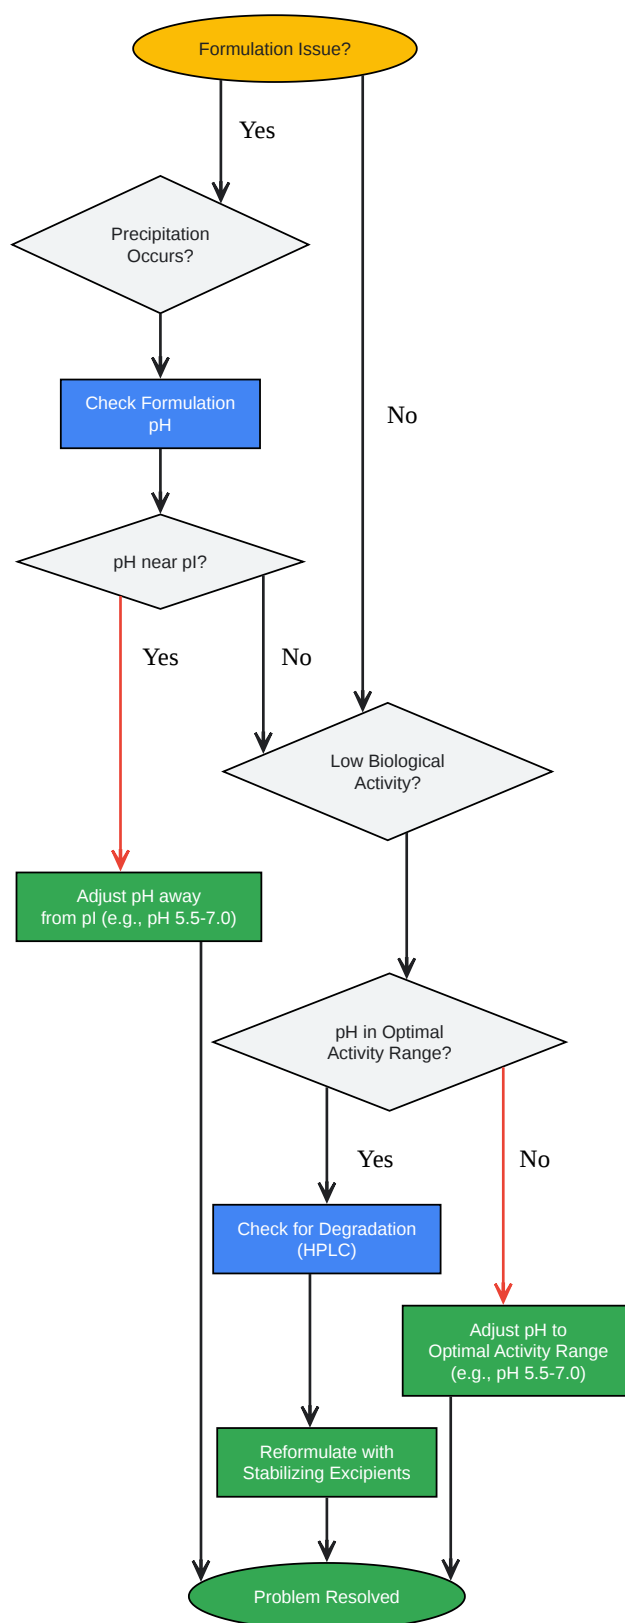 Formulation Issue?
Yes
Precipitation
Occurs?
Check Formulation
pH
No
pH near pI?
Yes
No
Low Biological
Activity?
Adjust pH away
from pI (e.g., pH 5.5-7.0)
pH in Optimal
Activity Range?
Yes
No
Check for Degradation
(HPLC)
Adjust pH to
Optimal Activity Range
(e.g., pH 5.5-7.0)
Reformulate with
Stabilizing Excipients
Problem Resolved